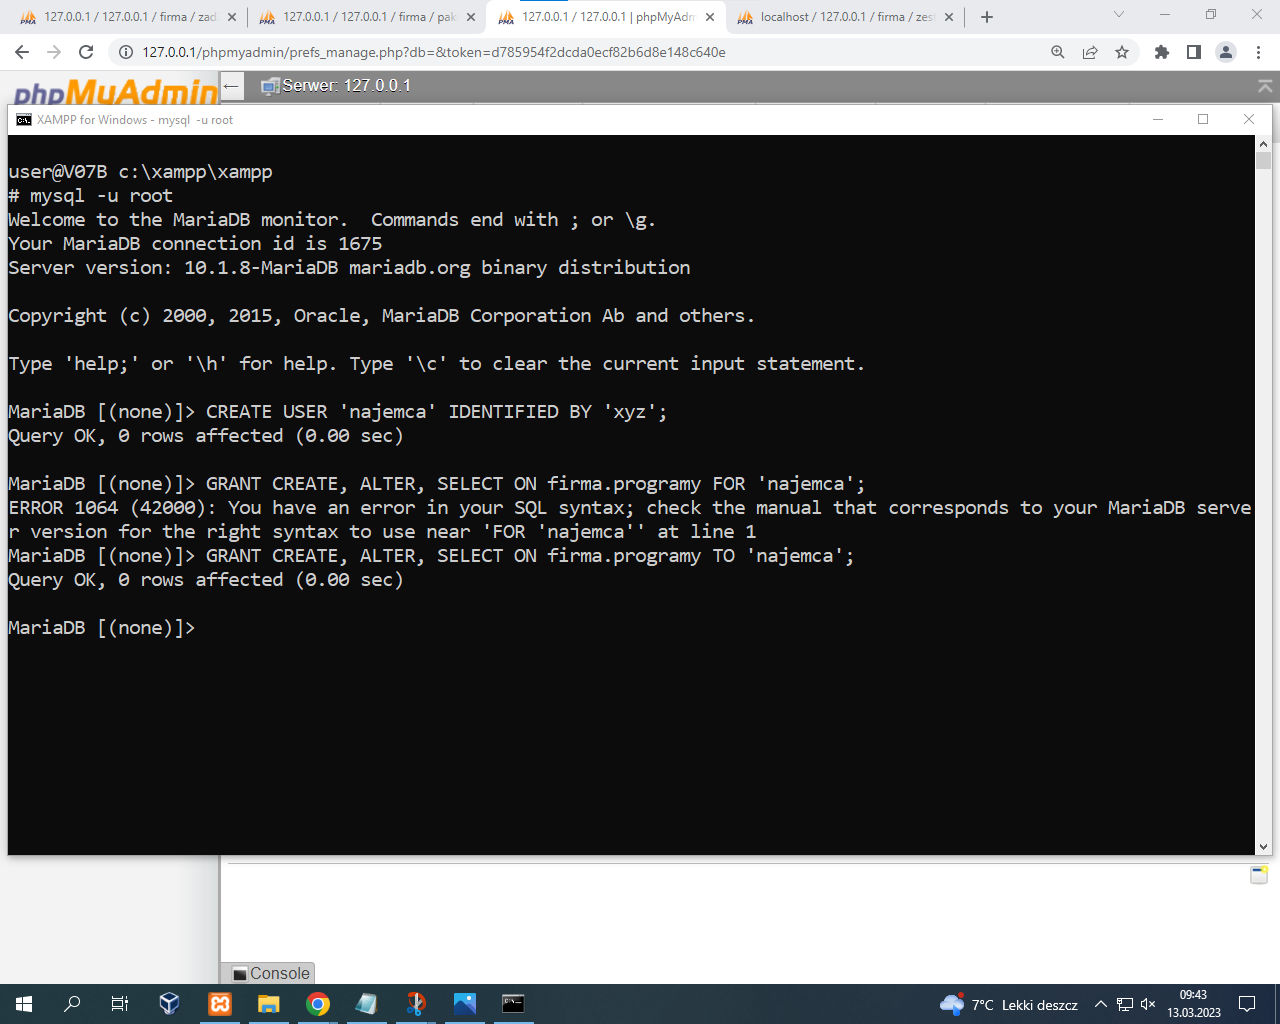 127.0.0.1 / 127.0.0.1 / firma / zad
127.0.0.1 / 127.0.0.1 / firma / pak
127.0.0.1 / 127.0.0.1 | phpMyAdm
localhost / 127.0.0.1 / firma / zes
127.0.0.1/phpmyadmin/prefs_manage.php?db=&token=d785954f2dcda0ecf82b6d8e148c640e
phpMyAdmin
Serwer: 127.0.0.1
XAMPP for Windows - mysql -u root
user@V07B c:\xampp\xampp
# mysql -u root
Welcome to the MariaDB monitor.  Commands end with ; or \g.
Your MariaDB connection id is 1675
Server version: 10.1.8-MariaDB mariadb.org binary distribution
Copyright (c) 2000, 2015, Oracle, MariaDB Corporation Ab and others.
Type 'help;' or '\h' for help. Type '\c' to clear the current input statement.
MariaDB [(none)]> CREATE USER 'najemca' IDENTIFIED BY 'xyz';
Query OK, 0 rows affected (0.00 sec)
MariaDB [(none)]> GRANT CREATE, ALTER, SELECT ON firma.programy FOR 'najemca';
ERROR 1064 (42000): You have an error in your SQL syntax; check the manual that corresponds to your MariaDB serve
r version for the right syntax to use near 'FOR 'najemca'' at line 1
MariaDB [(none)]> GRANT CREATE, ALTER, SELECT ON firma.programy TO 'najemca';
Query OK, 0 rows affected (0.00 sec)
MariaDB [(none)]>
Console
7°C Lekki deszcz
09:43
13.03.2023